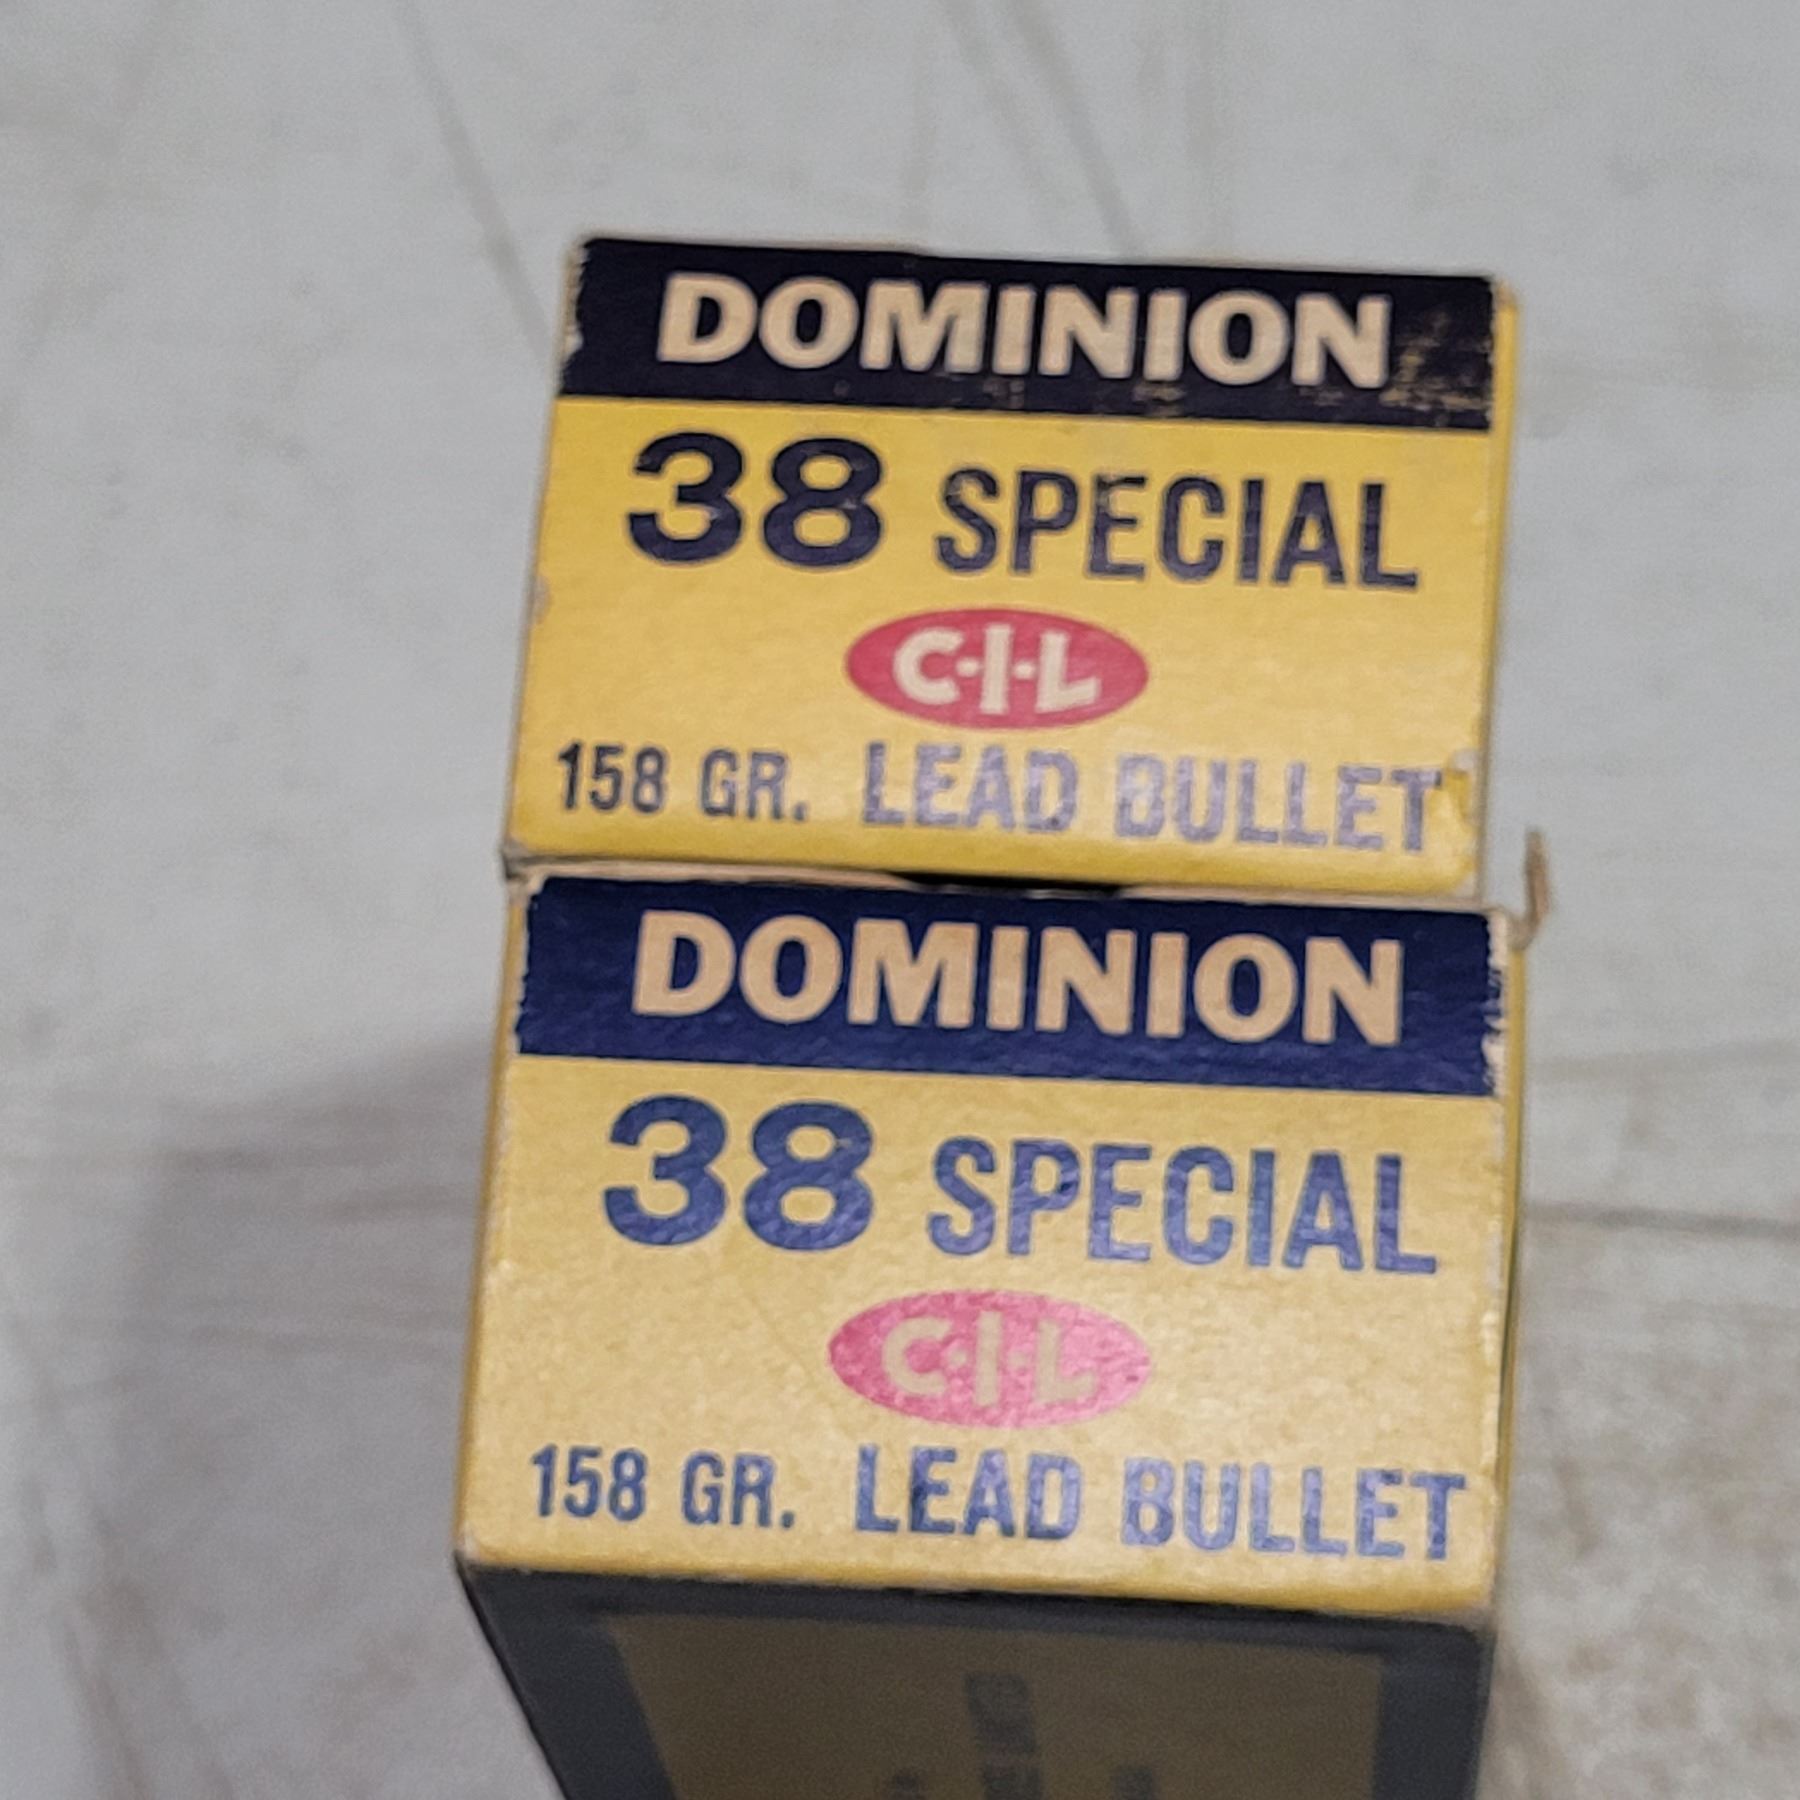 DOMINION
38 SPECIAL
C·I·L
158 GR. LEAD BULLET
DOMINION
38 SPECIAL
C·I·L
158 GR. LEAD BULLET